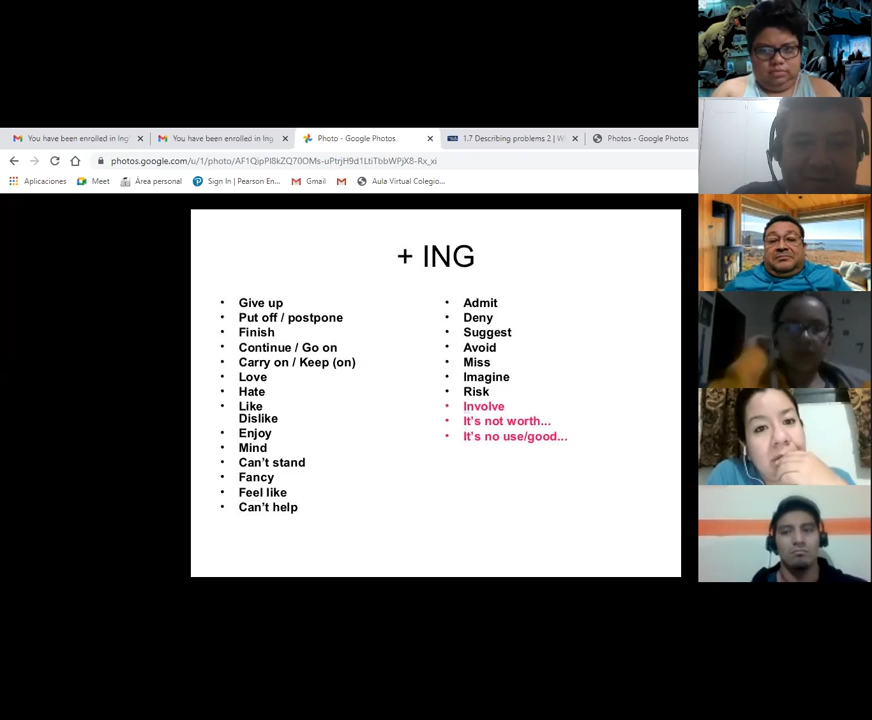 You have been enrolled in Ing
You have been enrolled in Ing
Photo - Google Photos
1.7 Describing problems 2 | W
Photos - Google Photos
photos.google.com/u/1/photo/AF1QipPI8kZQ70OMs-uPtrjH9d1LtiTbbWPjX8-Rx_xi
Aplicaciones
Meet
Área personal
Sign In | Pearson En...
Gmail
Aula Virtual Colegio...
+ ING
• Give up
• Put off / postpone
• Finish
• Continue / Go on
• Carry on / Keep (on)
• Love
• Hate
• Like
Dislike
• Enjoy
• Mind
• Can't stand
• Fancy
• Feel like
• Can't help
• Admit
• Deny
• Suggest
• Avoid
• Miss
• Imagine
• Risk
• Involve
• It's not worth...
• It's no use/good...